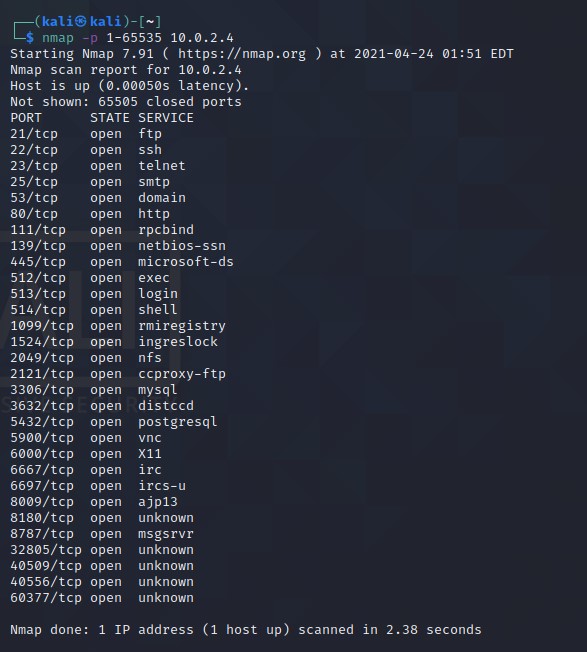 ┌──(kali㉿kali)-[~]
└─$ nmap -p 1-65535 10.0.2.4
Starting Nmap 7.91 ( https://nmap.org ) at 2021-04-24 01:51 EDT
Nmap scan report for 10.0.2.4
Host is up (0.00050s latency).
Not shown: 65505 closed ports
PORT      STATE SERVICE
21/tcp    open  ftp
22/tcp    open  ssh
23/tcp    open  telnet
25/tcp    open  smtp
53/tcp    open  domain
80/tcp    open  http
111/tcp   open  rpcbind
139/tcp   open  netbios-ssn
445/tcp   open  microsoft-ds
512/tcp   open  exec
513/tcp   open  login
514/tcp   open  shell
1099/tcp  open  rmiregistry
1524/tcp  open  ingreslock
2049/tcp  open  nfs
2121/tcp  open  ccproxy-ftp
3306/tcp  open  mysql
3632/tcp  open  distccd
5432/tcp  open  postgresql
5900/tcp  open  vnc
6000/tcp  open  X11
6667/tcp  open  irc
6697/tcp  open  ircs-u
8009/tcp  open  ajp13
8180/tcp  open  unknown
8787/tcp  open  msgsrvr
32805/tcp open  unknown
40509/tcp open  unknown
40556/tcp open  unknown
60377/tcp open  unknown

Nmap done: 1 IP address (1 host up) scanned in 2.38 seconds